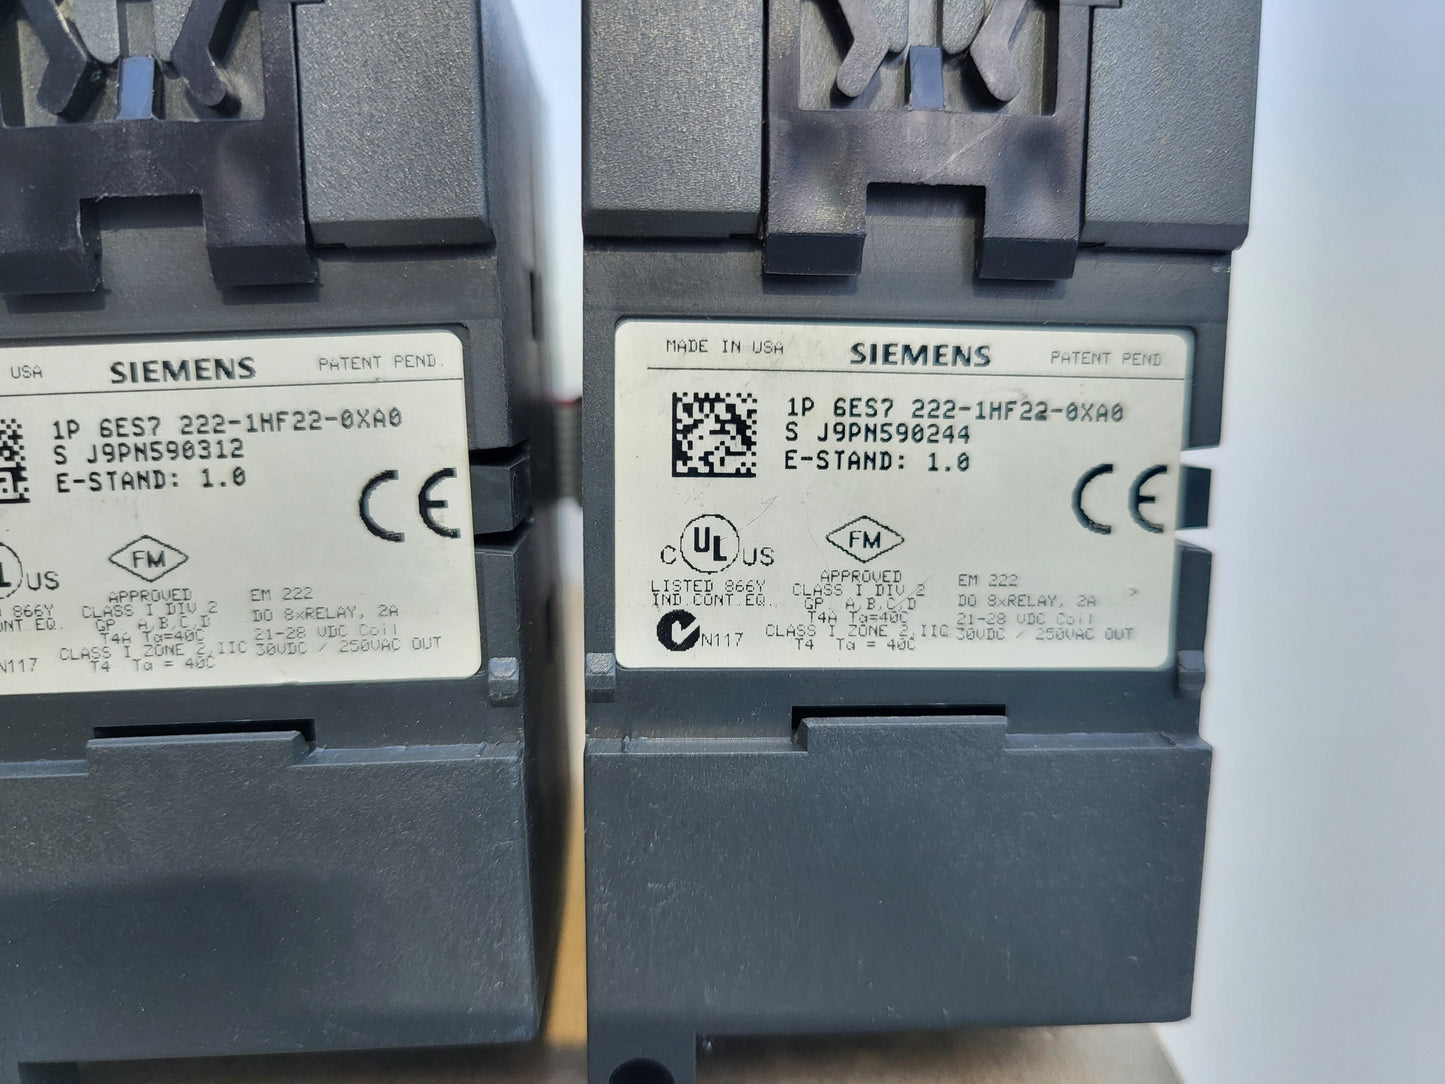 USA SIEMENS PATENT PEND.
1P 6ES7 222-1HF22-0XA0
S J9PN590312
E-STAND: 1.0
CE
UL US
FM
APPROVED
CLASS I DIV 2
GP A,B,C,D
T4A Ta=40C
CLASS I ZONE 2,IIC
T4 Ta = 40C
866Y
CONT.EQ.
N117
EM 222
DO 8xRELAY, 2A
21-28 VDC Coil
30VDC / 250VAC OUT
MADE IN USA SIEMENS PATENT PEND
1P 6ES7 222-1HF22-0XA0
S J9PN590244
E-STAND: 1.0
CE
C UL US
LISTED 866Y
IND.CONT.EQ.
N117
FM
APPROVED
CLASS I DIV 2
GP A,B,C,D
T4A Ta=40C
CLASS I ZONE 2,IIC
T4 Ta = 40C
EM 222
DO 8xRELAY, 2A
21-28 VDC Coil
30VDC / 250VAC OUT